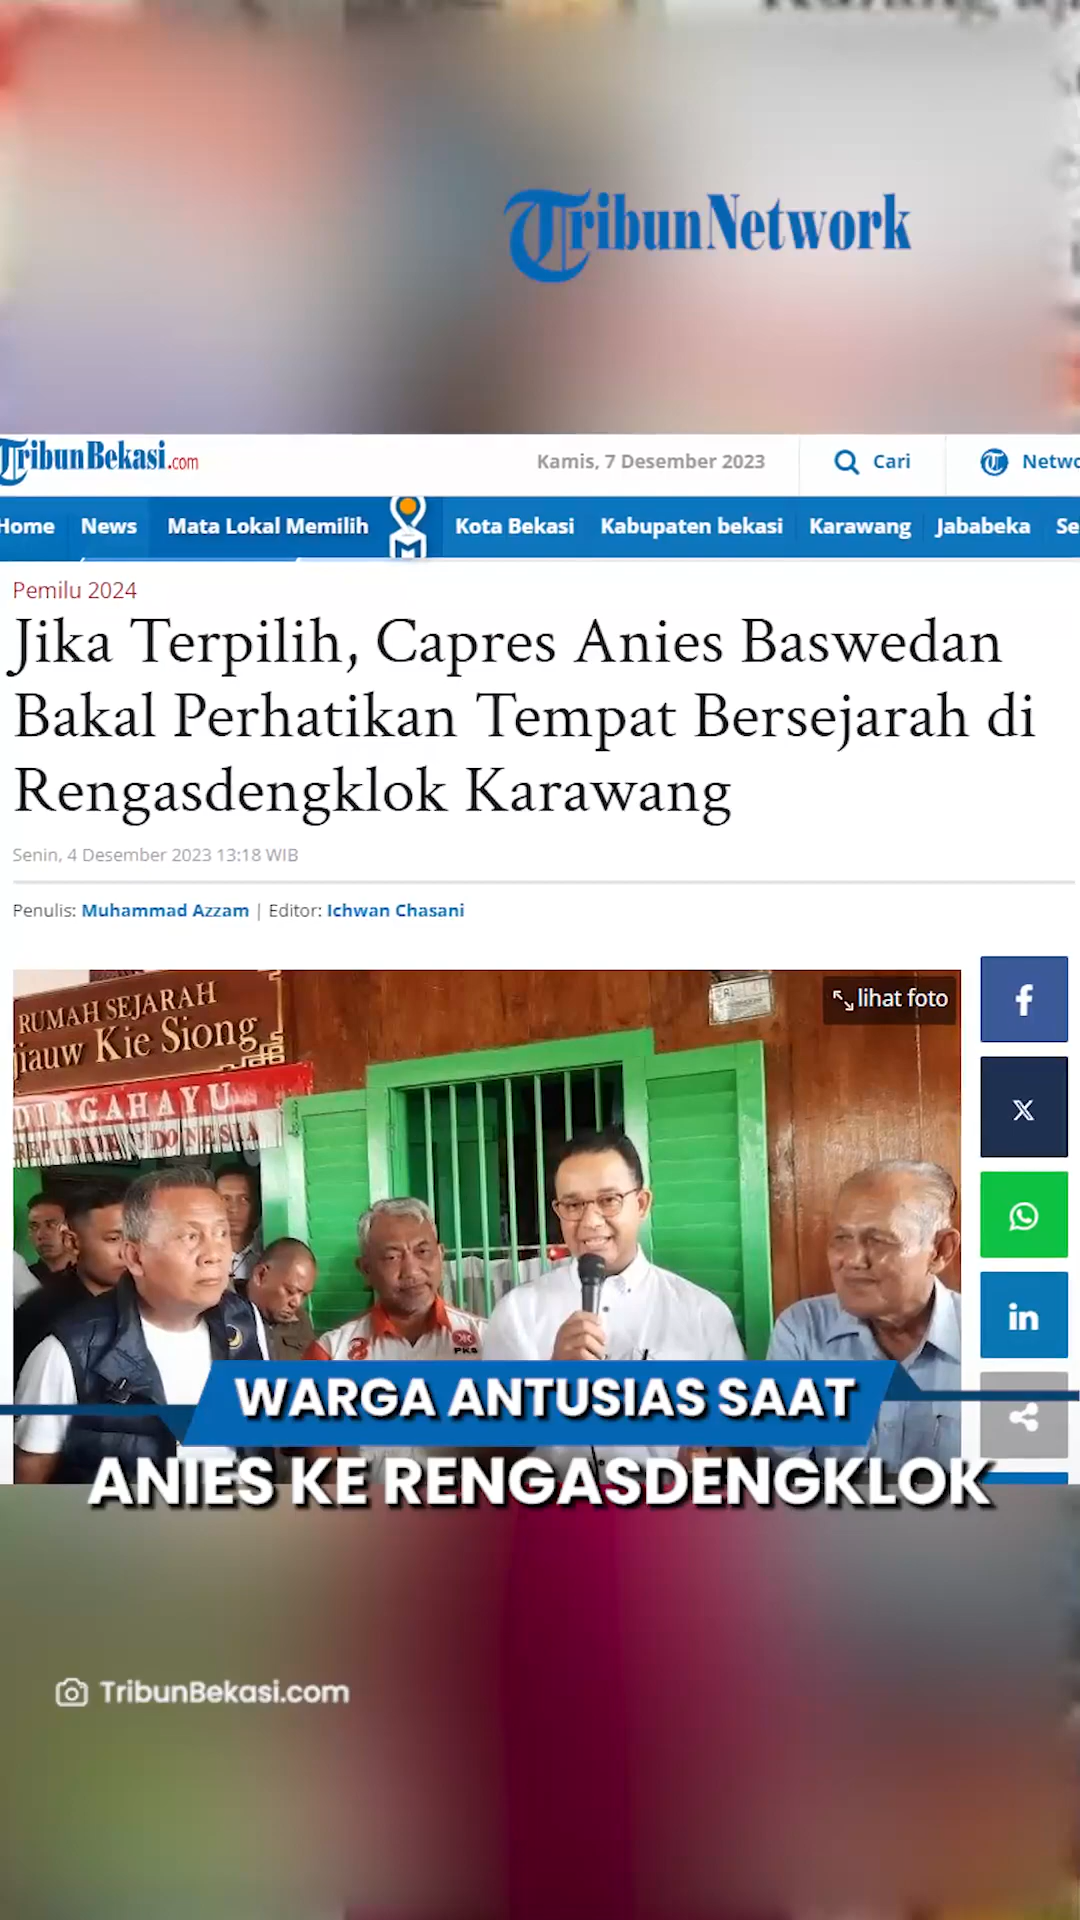 Tribun Network
TribunBekasi.com
Kamis, 7 Desember 2023
Cari
Netwo
Home
News
Mata Lokal Memilih
Kota Bekasi
Kabupaten bekasi
Karawang
Jababeka
Se
Pemilu 2024
Jika Terpilih, Capres Anies Baswedan
Bakal Perhatikan Tempat Bersejarah di
Rengasdengklok Karawang
Senin, 4 Desember 2023 13:18 WIB
Penulis: Muhammad Azzam | Editor: Ichwan Chasani
lihat foto
RUMAH SEJARAH
jiauw Kie Siong
DIRGAHAYU
PKS
WARGA ANTUSIAS SAAT
ANIES KE RENGASDENGKLOK
TribunBekasi.com